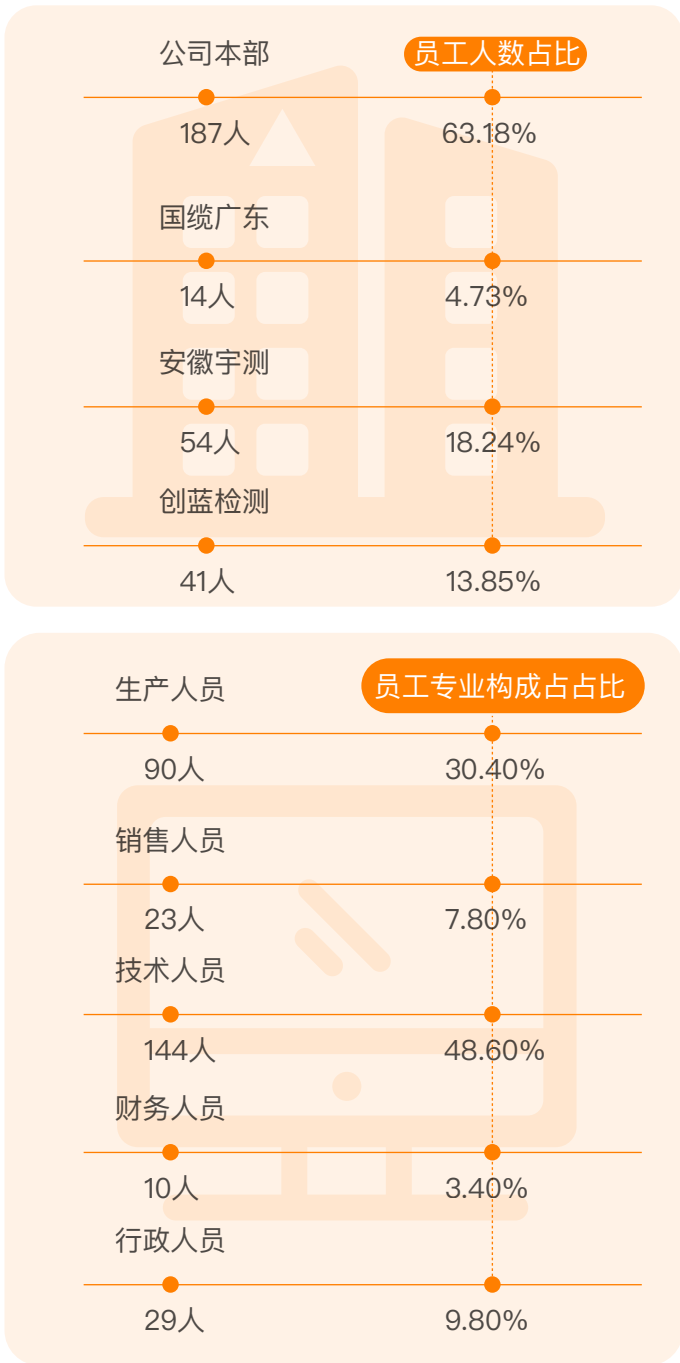 公司本部
员工人数占比
187人
63.18%
国缆广东
14人
4.73%
安徽宇测
54人
18.24%
创蓝检测
41人
13.85%
生产人员
员工专业构成占占比
90人
30.40%
销售人员
23人
7.80%
技术人员
144人
48.60%
财务人员
10人
3.40%
行政人员
29人
9.80%